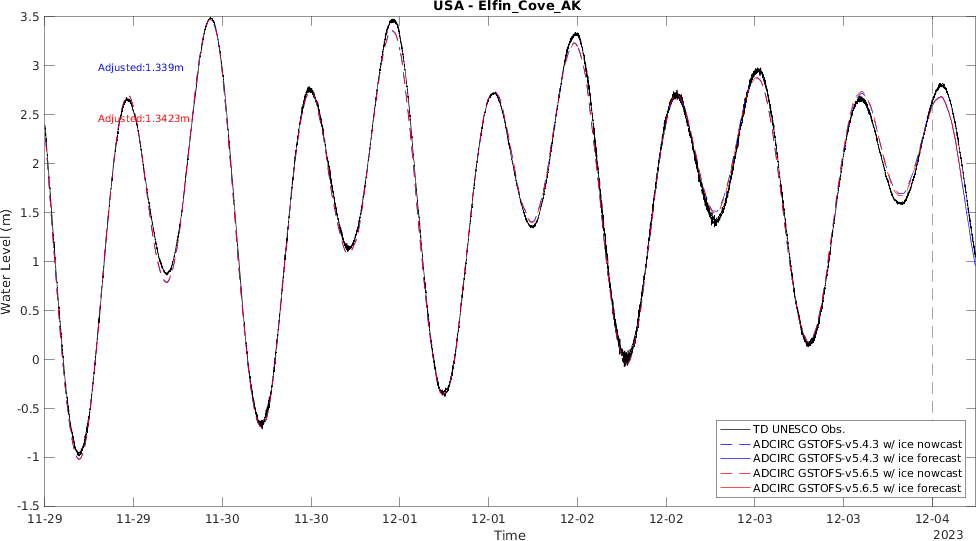 USA - Elfin_Cove_AK
3.5
3
2.5
2
1.5
1
0.5
0
-0.5
-1
-1.5
Water Level (m)
Adjusted:1.339m
Adjusted:1.3423m
TD UNESCO Obs.
ADCIRC GSTOFS-v5.4.3 w/ ice nowcast
ADCIRC GSTOFS-v5.4.3 w/ ice forecast
ADCIRC GSTOFS-v5.6.5 w/ ice nowcast
ADCIRC GSTOFS-v5.6.5 w/ ice forecast
11-29 11-29 11-30 11-30 12-01 12-01 12-02 12-02 12-03 12-03 12-04
Time 2023